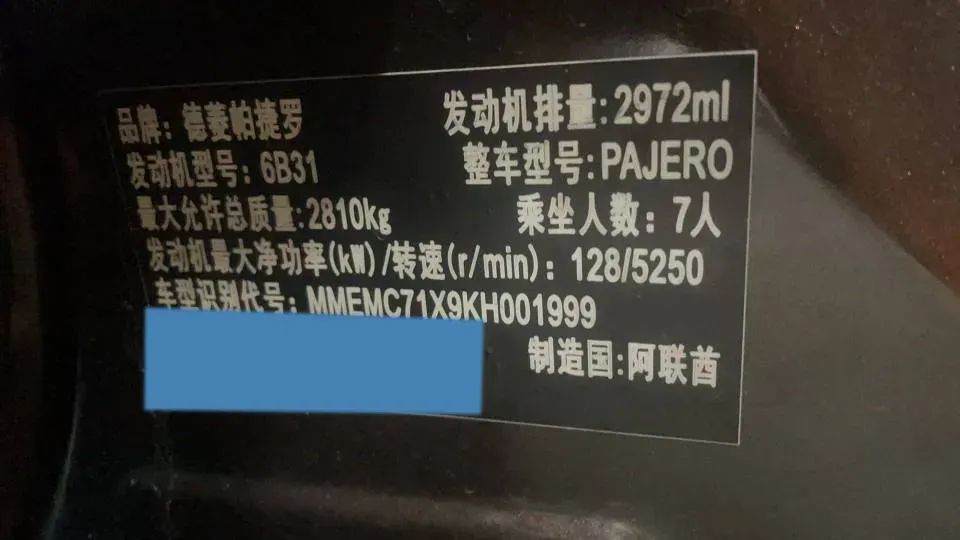 品牌：德菱帕捷罗 发动机排量:2972ml
发动机型号：6B31 整车型号:PAJERO
最大允许总质量:2810kg 乘坐人数：7人
发动机最大净功率(kW)/转速(r/min)：128/5250
车型识别代号：MMEMC71X9KH001999
制造国:阿联酋